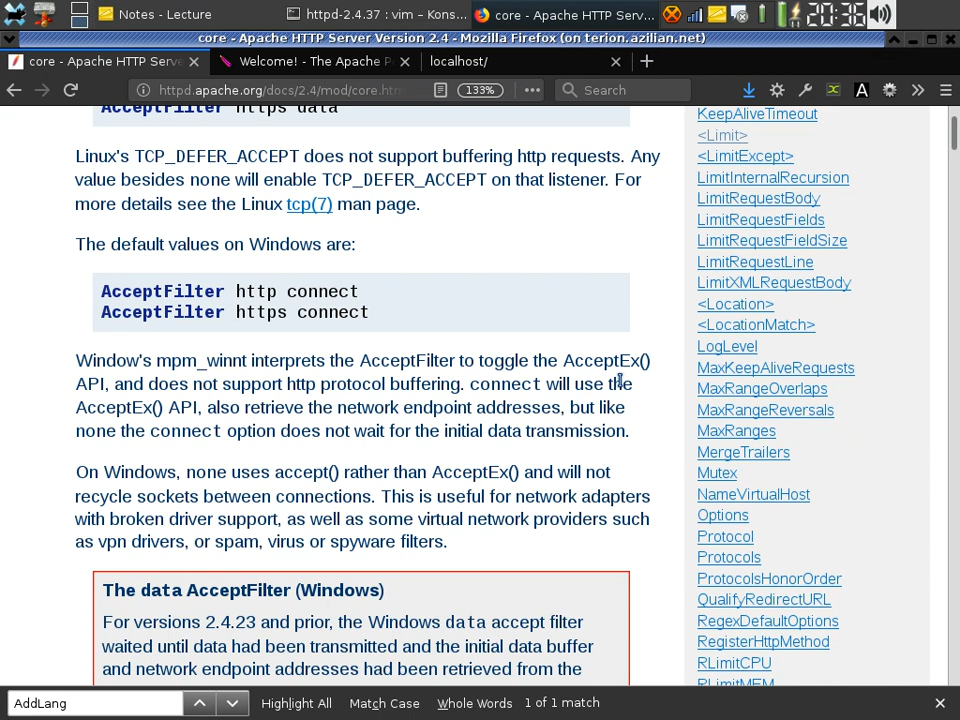 Notes - Lecture
httpd-2.4.37 : vim – Kons...
core - Apache HTTP Serv...
20:36
core - Apache HTTP Server Version 2.4 - Mozilla Firefox (on terion.azilian.net)
core - Apache HTTP Serve
Welcome! - The Apache P
localhost/
httpd.apache.org/docs/2.4/mod/core.htm
133%
Search
AcceptFilter https data
Linux's TCP_DEFER_ACCEPT does not support buffering http requests. Any
value besides none will enable TCP_DEFER_ACCEPT on that listener. For
more details see the Linux tcp(7) man page.
The default values on Windows are:
AcceptFilter http connect
AcceptFilter https connect
Window's mpm_winnt interprets the AcceptFilter to toggle the AcceptEx()
API, and does not support http protocol buffering. connect will use the
AcceptEx() API, also retrieve the network endpoint addresses, but like
none the connect option does not wait for the initial data transmission.
On Windows, none uses accept() rather than AcceptEx() and will not
recycle sockets between connections. This is useful for network adapters
with broken driver support, as well as some virtual network providers such
as vpn drivers, or spam, virus or spyware filters.
The data AcceptFilter (Windows)
For versions 2.4.23 and prior, the Windows data accept filter
waited until data had been transmitted and the initial data buffer
and network endpoint addresses had been retrieved from the
KeepAliveTimeout
<Limit>
<LimitExcept>
LimitInternalRecursion
LimitRequestBody
LimitRequestFields
LimitRequestFieldSize
LimitRequestLine
LimitXMLRequestBody
<Location>
<LocationMatch>
LogLevel
MaxKeepAliveRequests
MaxRangeOverlaps
MaxRangeReversals
MaxRanges
MergeTrailers
Mutex
NameVirtualHost
Options
Protocol
Protocols
ProtocolsHonorOrder
QualifyRedirectURL
RegexDefaultOptions
RegisterHttpMethod
RLimitCPU
RLimitMEM
AddLang
Highlight All
Match Case
Whole Words
1 of 1 match